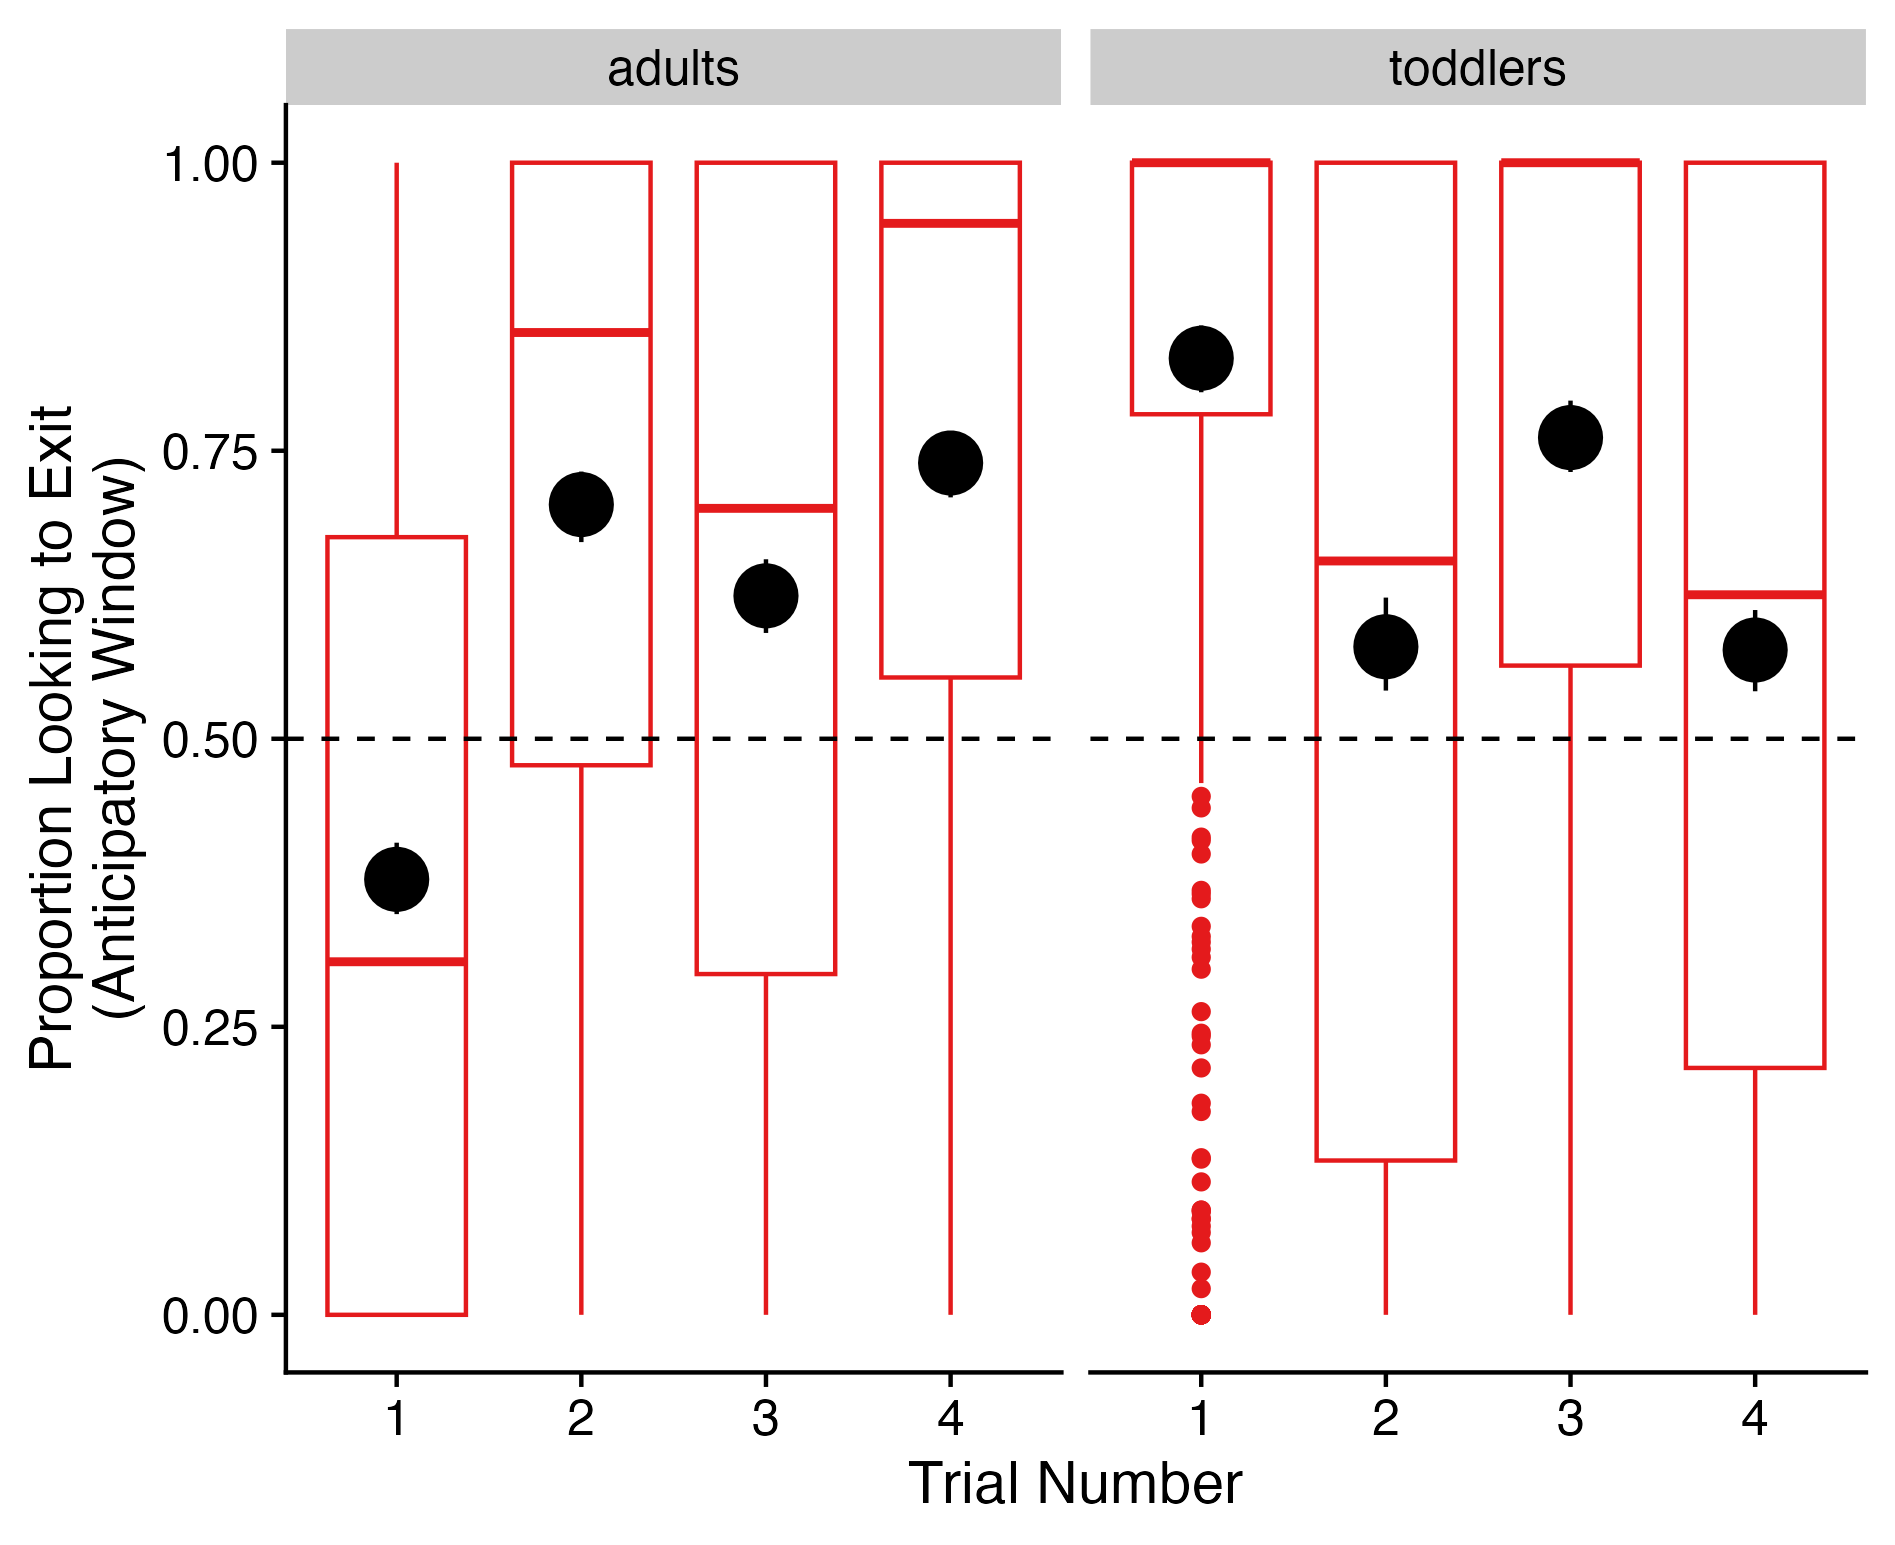 adults
toddlers
Proportion Looking to Exit
(Anticipatory Window)
1.00
0.75
0.50
0.25
0.00
1 2 3 4
1 2 3 4
Trial Number